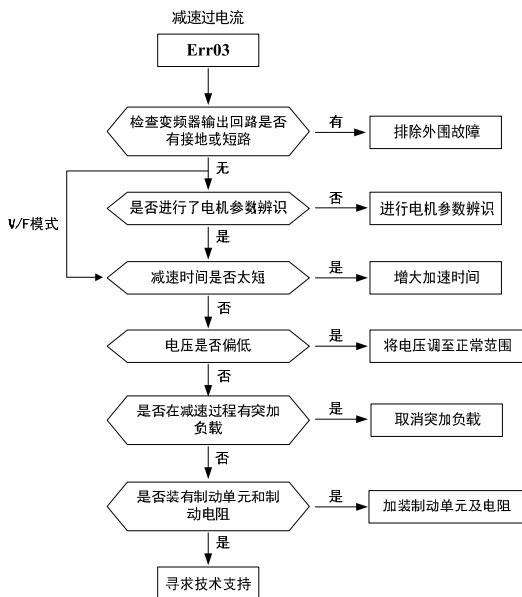 减速过电流
Err03
检查变频器输出回路是否
有接地或短路
有
排除外围故障
无
V/F模式
是否进行了电机参数辨识
否
进行电机参数辨识
是
减速时间是否太短
是
增大加速时间
否
电压是否偏低
是
将电压调至正常范围
否
是否在减速过程有突加
负载
是
取消突加负载
否
是否装有制动单元和制
动电阻
是
加装制动单元及电阻
是
寻求技术支持